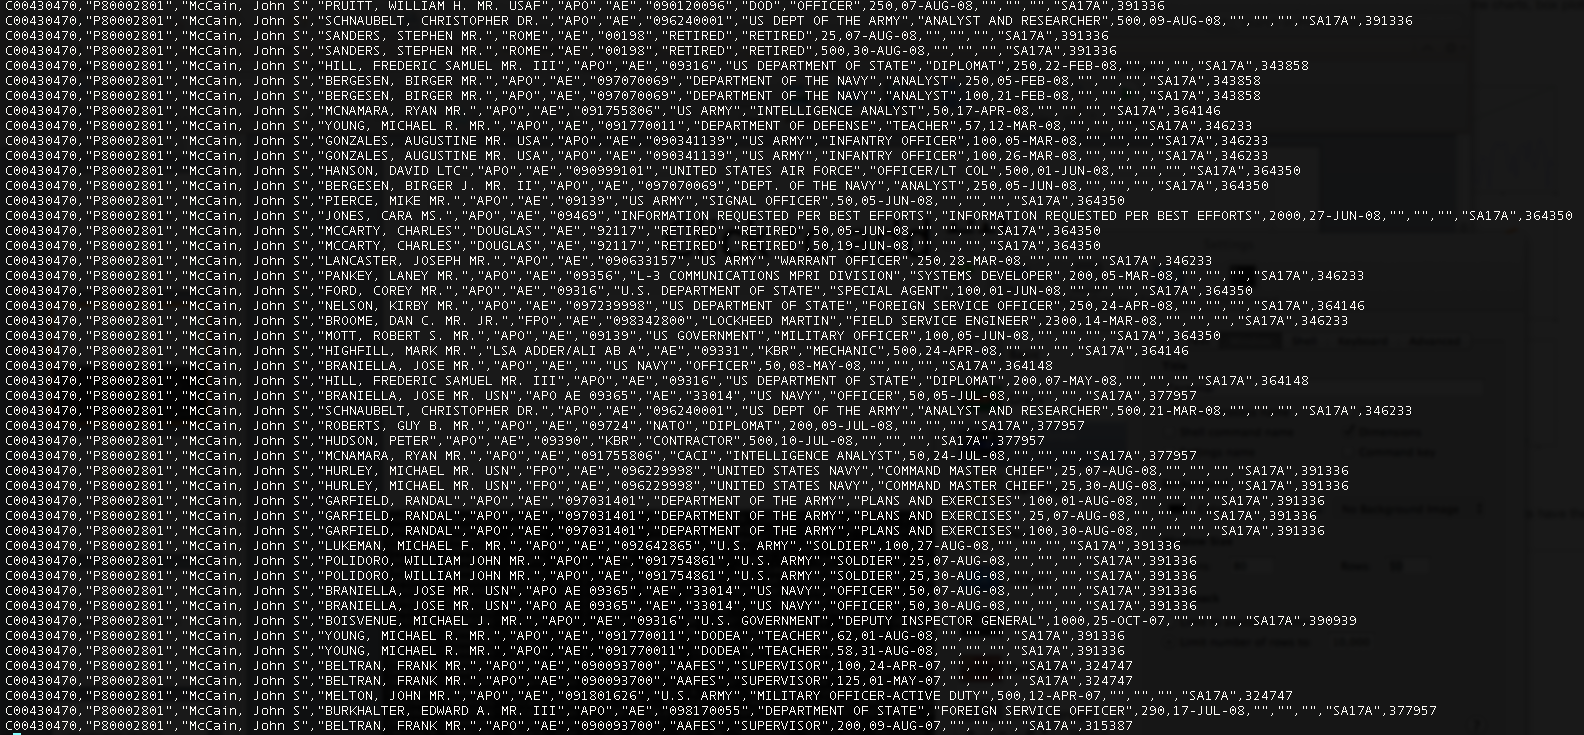 C00430470,"P80002801","McCain, John S","PRUITT, WILLIAM H. MR. USAF","APO","AE","090120096","DOD","OFFICER",250,07-AUG-08,"","","","SA17A",391336
C00430470,"P80002801","McCain, John S","SCHNAUBELT, CHRISTOPHER DR.","APO","AE","096240001","US DEPT OF THE ARMY","ANALYST AND RESEARCHER",500,09-AUG-08,"","","","SA17A",391336
C00430470,"P80002801","McCain, John S","SANDERS, STEPHEN MR.","ROME","AE","00198","RETIRED","RETIRED",25,07-AUG-08,"","","","SA17A",391336
C00430470,"P80002801","McCain, John S","SANDERS, STEPHEN MR.","ROME","AE","00198","RETIRED","RETIRED",500,30-AUG-08,"","","","SA17A",391336
C00430470,"P80002801","McCain, John S","HILL, FREDERIC SAMUEL MR. III","APO","AE","09316","US DEPARTMENT OF STATE","DIPLOMAT",250,22-FEB-08,"","","","SA17A",343858
C00430470,"P80002801","McCain, John S","BERGESEN, BIRGER MR.","APO","AE","097070069","DEPARTMENT OF THE NAVY","ANALYST",250,05-FEB-08,"","","","SA17A",343858
C00430470,"P80002801","McCain, John S","BERGESEN, BIRGER MR.","APO","AE","097070069","DEPARTMENT OF THE NAVY","ANALYST",100,21-FEB-08,"","","","SA17A",343858
C00430470,"P80002801","McCain, John S","MCNAMARA, RYAN MR.","APO","AE","091755806","US ARMY","INTELLIGENCE ANALYST",50,17-APR-08,"","","","SA17A",364146
C00430470,"P80002801","McCain, John S","YOUNG, MICHAEL R. MR.","APO","AE","091770011","DEPARTMENT OF DEFENSE","TEACHER",57,12-MAR-08,"","","","SA17A",346233
C00430470,"P80002801","McCain, John S","GONZALES, AUGUSTINE MR. USA","APO","AE","090341139","US ARMY","INFANTRY OFFICER",100,05-MAR-08,"","","","SA17A",346233
C00430470,"P80002801","McCain, John S","GONZALES, AUGUSTINE MR. USA","APO","AE","090341139","US ARMY","INFANTRY OFFICER",100,26-MAR-08,"","","","SA17A",346233
C00430470,"P80002801","McCain, John S","HANSON, DAVID LTC","APO","AE","090999101","UNITED STATES AIR FORCE","OFFICER/LT COL",500,01-JUN-08,"","","","SA17A",364350
C00430470,"P80002801","McCain, John S","BERGESEN, BIRGER J. MR. II","APO","AE","097070069","DEPT. OF THE NAVY","ANALYST",250,05-JUN-08,"","","","SA17A",364350
C00430470,"P80002801","McCain, John S","PIERCE, MIKE MR.","APO","AE","09139","US ARMY","SIGNAL OFFICER",50,05-JUN-08,"","","","SA17A",364350
C00430470,"P80002801","McCain, John S","JONES, CARA MS.","APO","AE","09469","INFORMATION REQUESTED PER BEST EFFORTS","INFORMATION REQUESTED PER BEST EFFORTS",2000,27-JUN-08,"","","","SA17A",364350
C00430470,"P80002801","McCain, John S","MCCARTY, CHARLES","DOUGLAS","AE","92117","RETIRED","RETIRED",50,05-JUN-08,"","","","SA17A",364350
C00430470,"P80002801","McCain, John S","MCCARTY, CHARLES","DOUGLAS","AE","92117","RETIRED","RETIRED",50,19-JUN-08,"","","","SA17A",364350
C00430470,"P80002801","McCain, John S","LANCASTER, JOSEPH MR.","APO","AE","090633157","US ARMY","WARRANT OFFICER",250,28-MAR-08,"","","","SA17A",346233
C00430470,"P80002801","McCain, John S","PANKEY, LANEY MR.","APO","AE","09356","L-3 COMMUNICATIONS MPRI DIVISION","SYSTEMS DEVELOPER",200,05-MAR-08,"","","","SA17A",346233
C00430470,"P80002801","McCain, John S","FORD, COREY MR.","APO","AE","09316","U.S. DEPARTMENT OF STATE","SPECIAL AGENT",100,01-JUN-08,"","","","SA17A",364350
C00430470,"P80002801","McCain, John S","NELSON, KIRBY MR.","APO","AE","097239998","US DEPARTMENT OF STATE","FOREIGN SERVICE OFFICER",250,24-APR-08,"","","","SA17A",364146
C00430470,"P80002801","McCain, John S","BROOME, DAN C. MR. JR.","FPO","AE","098342800","LOCKHEED MARTIN","FIELD SERVICE ENGINEER",2300,14-MAR-08,"","","","SA17A",346233
C00430470,"P80002801","McCain, John S","MOTT, ROBERT S. MR.","APO","AE","09139","US GOVERNMENT","MILITARY OFFICER",100,05-JUN-08,"","","","SA17A",364350
C00430470,"P80002801","McCain, John S","HIGHFILL, MARK MR.","LSA ADDER/ALI AB A","AE","09331","KBR","MECHANIC",500,24-APR-08,"","","","SA17A",364146
C00430470,"P80002801","McCain, John S","BRANIELLA, JOSE MR.","APO","AE","","US NAVY","OFFICER",50,08-MAY-08,"","","","SA17A",364148
C00430470,"P80002801","McCain, John S","HILL, FREDERIC SAMUEL MR. III","APO","AE","09316","US DEPARTMENT OF STATE","DIPLOMAT",200,07-MAY-08,"","","","SA17A",364148
C00430470,"P80002801","McCain, John S","BRANIELLA, JOSE MR. USN","APO AE 09365","AE","33014","US NAVY","OFFICER",50,05-JUL-08,"","","","SA17A",377957
C00430470,"P80002801","McCain, John S","SCHNAUBELT, CHRISTOPHER DR.","APO","AE","096240001","US DEPT OF THE ARMY","ANALYST AND RESEARCHER",500,21-MAR-08,"","","","SA17A",346233
C00430470,"P80002801","McCain, John S","ROBERTS, GUY B. MR.","APO","AE","09724","NATO","DIPLOMAT",200,09-JUL-08,"","","","SA17A",377957
C00430470,"P80002801","McCain, John S","HUDSON, PETER","APO","AE","09390","KBR","CONTRACTOR",500,10-JUL-08,"","","","SA17A",377957
C00430470,"P80002801","McCain, John S","MCNAMARA, RYAN MR.","APO","AE","091755806","CACI","INTELLIGENCE ANALYST",50,24-JUL-08,"","","","SA17A",377957
C00430470,"P80002801","McCain, John S","HURLEY, MICHAEL MR. USN","FPO","AE","096229998","UNITED STATES NAVY","COMMAND MASTER CHIEF",25,07-AUG-08,"","","","SA17A",391336
C00430470,"P80002801","McCain, John S","HURLEY, MICHAEL MR. USN","FPO","AE","096229998","UNITED STATES NAVY","COMMAND MASTER CHIEF",25,30-AUG-08,"","","","SA17A",391336
C00430470,"P80002801","McCain, John S","GARFIELD, RANDAL","APO","AE","097031401","DEPARTMENT OF THE ARMY","PLANS AND EXERCISES",100,01-AUG-08,"","","","SA17A",391336
C00430470,"P80002801","McCain, John S","GARFIELD, RANDAL","APO","AE","097031401","DEPARTMENT OF THE ARMY","PLANS AND EXERCISES",25,07-AUG-08,"","","","SA17A",391336
C00430470,"P80002801","McCain, John S","GARFIELD, RANDAL","APO","AE","097031401","DEPARTMENT OF THE ARMY","PLANS AND EXERCISES",100,30-AUG-08,"","","","SA17A",391336
C00430470,"P80002801","McCain, John S","LUKEMAN, MICHAEL F. MR.","APO","AE","092642865","U.S. ARMY","SOLDIER",100,27-AUG-08,"","","","SA17A",391336
C00430470,"P80002801","McCain, John S","POLIDORO, WILLIAM JOHN MR.","APO","AE","091754861","U.S. ARMY","SOLDIER",25,07-AUG-08,"","","","SA17A",391336
C00430470,"P80002801","McCain, John S","POLIDORO, WILLIAM JOHN MR.","APO","AE","091754861","U.S. ARMY","SOLDIER",25,30-AUG-08,"","","","SA17A",391336
C00430470,"P80002801","McCain, John S","BRANIELLA, JOSE MR. USN","APO AE 09365","AE","33014","US NAVY","OFFICER",50,07-AUG-08,"","","","SA17A",391336
C00430470,"P80002801","McCain, John S","BRANIELLA, JOSE MR. USN","APO AE 09365","AE","33014","US NAVY","OFFICER",50,30-AUG-08,"","","","SA17A",391336
C00430470,"P80002801","McCain, John S","BOISVENUE, MICHAEL J. MR.","APO","AE","09316","U.S. GOVERNMENT","DEPUTY INSPECTOR GENERAL",1000,25-OCT-07,"","","","SA17A",390939
C00430470,"P80002801","McCain, John S","YOUNG, MICHAEL R. MR.","APO","AE","091770011","DODEA","TEACHER",62,01-AUG-08,"","","","SA17A",391336
C00430470,"P80002801","McCain, John S","YOUNG, MICHAEL R. MR.","APO","AE","091770011","DODEA","TEACHER",58,31-AUG-08,"","","","SA17A",391336
C00430470,"P80002801","McCain, John S","BELTRAN, FRANK MR.","APO","AE","090093700","AAFES","SUPERVISOR",100,24-APR-07,"","","","SA17A",324747
C00430470,"P80002801","McCain, John S","BELTRAN, FRANK MR.","APO","AE","090093700","AAFES","SUPERVISOR",125,01-MAY-07,"","","","SA17A",324747
C00430470,"P80002801","McCain, John S","MELTON, JOHN MR.","APO","AE","091801626","U.S. ARMY","MILITARY OFFICER-ACTIVE DUTY",500,12-APR-07,"","","","SA17A",324747
C00430470,"P80002801","McCain, John S","BURKHALTER, EDWARD A. MR. III","APO","AE","098170055","DEPARTMENT OF STATE","FOREIGN SERVICE OFFICER",290,17-JUL-08,"","","","SA17A",377957
C00430470,"P80002801","McCain, John S","BELTRAN, FRANK MR.","APO","AE","090093700","AAFES","SUPERVISOR",200,09-AUG-07,"","","","SA17A",315387